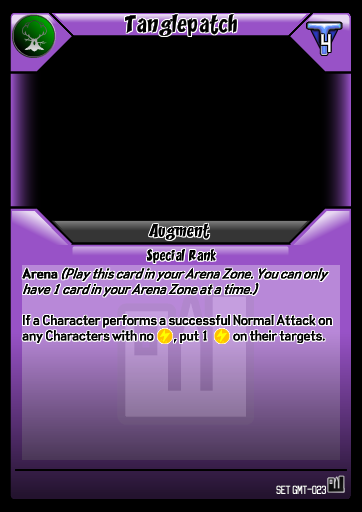 Tanglepatch
4
Augment
Special Rank
Arena (Play this card in your Arena Zone. You can only
have 1 card in your Arena Zone at a time.)
If a Character performs a successful Normal Attack on
any Characters with no , put 1 on their targets.
SET GMT-023